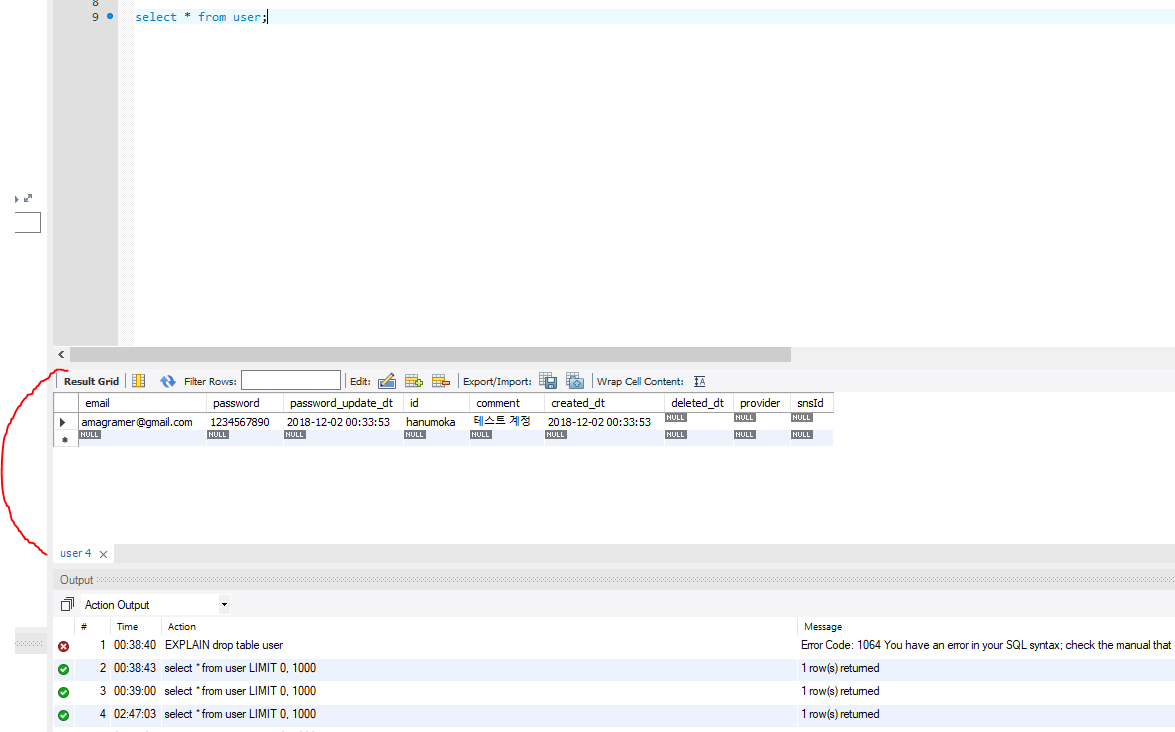 8
9 select * from user;
Result Grid Filter Rows: Edit: Export/Import: Wrap Cell Content: IA
email password password_update_dt id comment created_dt deleted_dt provider snsId
amagramer@gmail.com 1234567890 2018-12-02 00:33:53 hanumoka 테스트 계정 2018-12-02 00:33:53 NULL NULL NULL
NULL NULL NULL NULL NULL NULL NULL NULL NULL
user 4
Output
Action Output
# Time Action Message
1 00:38:40 EXPLAIN drop table user Error Code: 1064 You have an error in your SQL syntax; check the manual that
2 00:38:43 select * from user LIMIT 0, 1000 1 row(s) returned
3 00:39:00 select * from user LIMIT 0, 1000 1 row(s) returned
4 02:47:03 select * from user LIMIT 0, 1000 1 row(s) returned